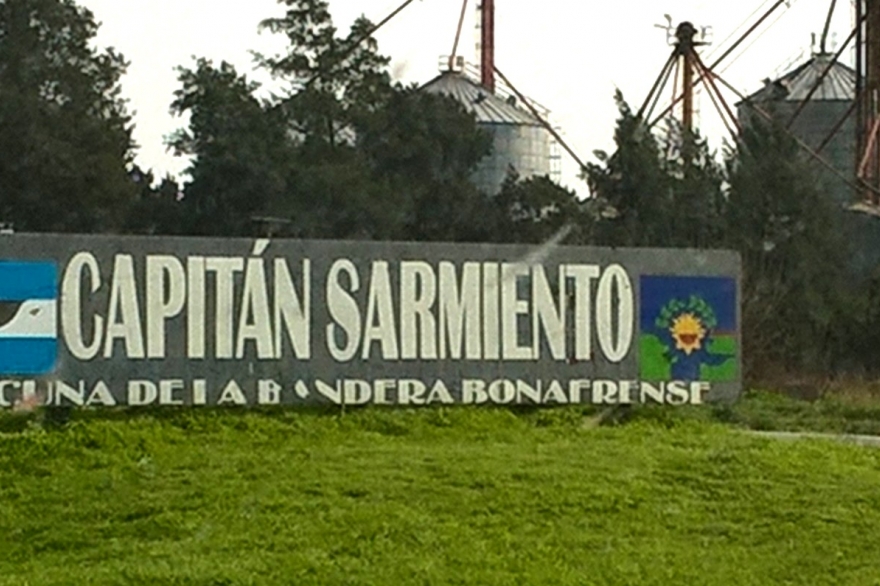 CAPITÁN SARMIENTO
CUNA DE LA BANDERA BONAERENSE